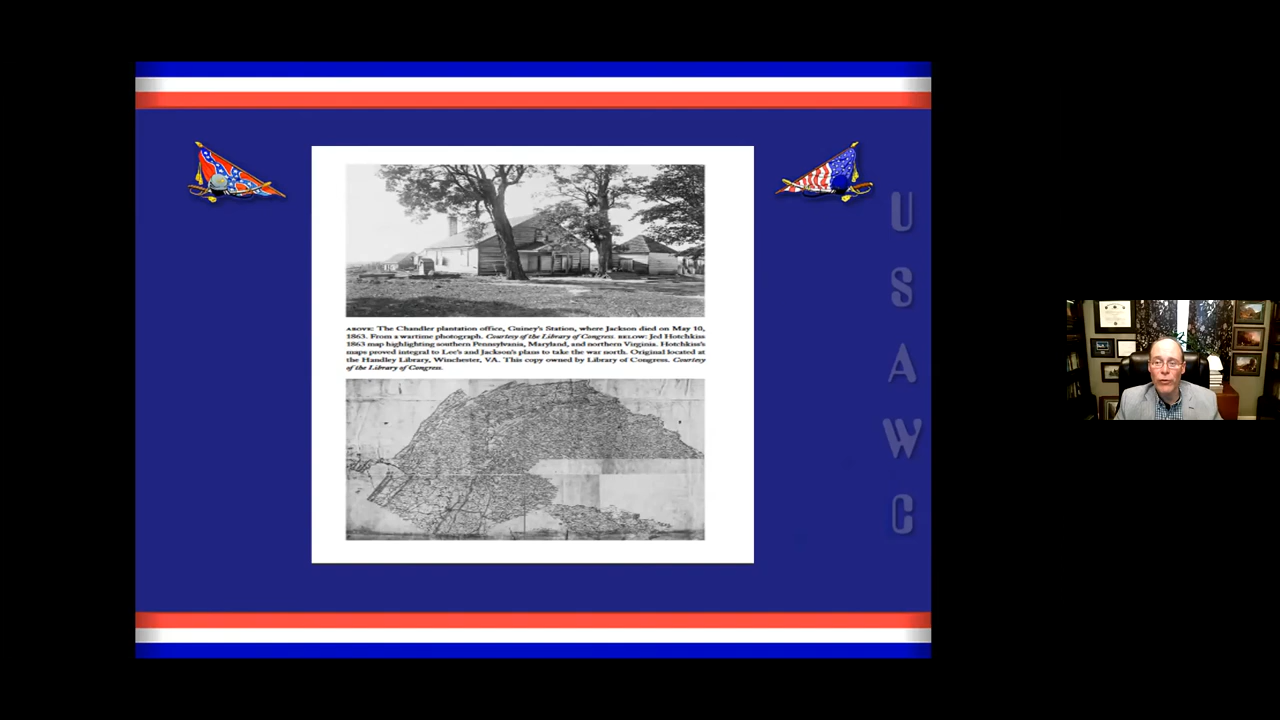 ABOVE: The Chandler plantation office, Guiney's Station, where Jackson died on May 10,
1863. From a wartime photograph. Courtesy of the Library of Congress. BELOW: Jed Hotchkiss
1863 map highlighting southern Pennsylvania, Maryland, and northern Virginia. Hotchkiss's
maps proved integral to Lee's and Jackson's plans to take the war north. Original located at
the Handley Library, Winchester, VA. This copy owned by Library of Congress. Courtesy
of the Library of Congress.
U
S
A
W
C